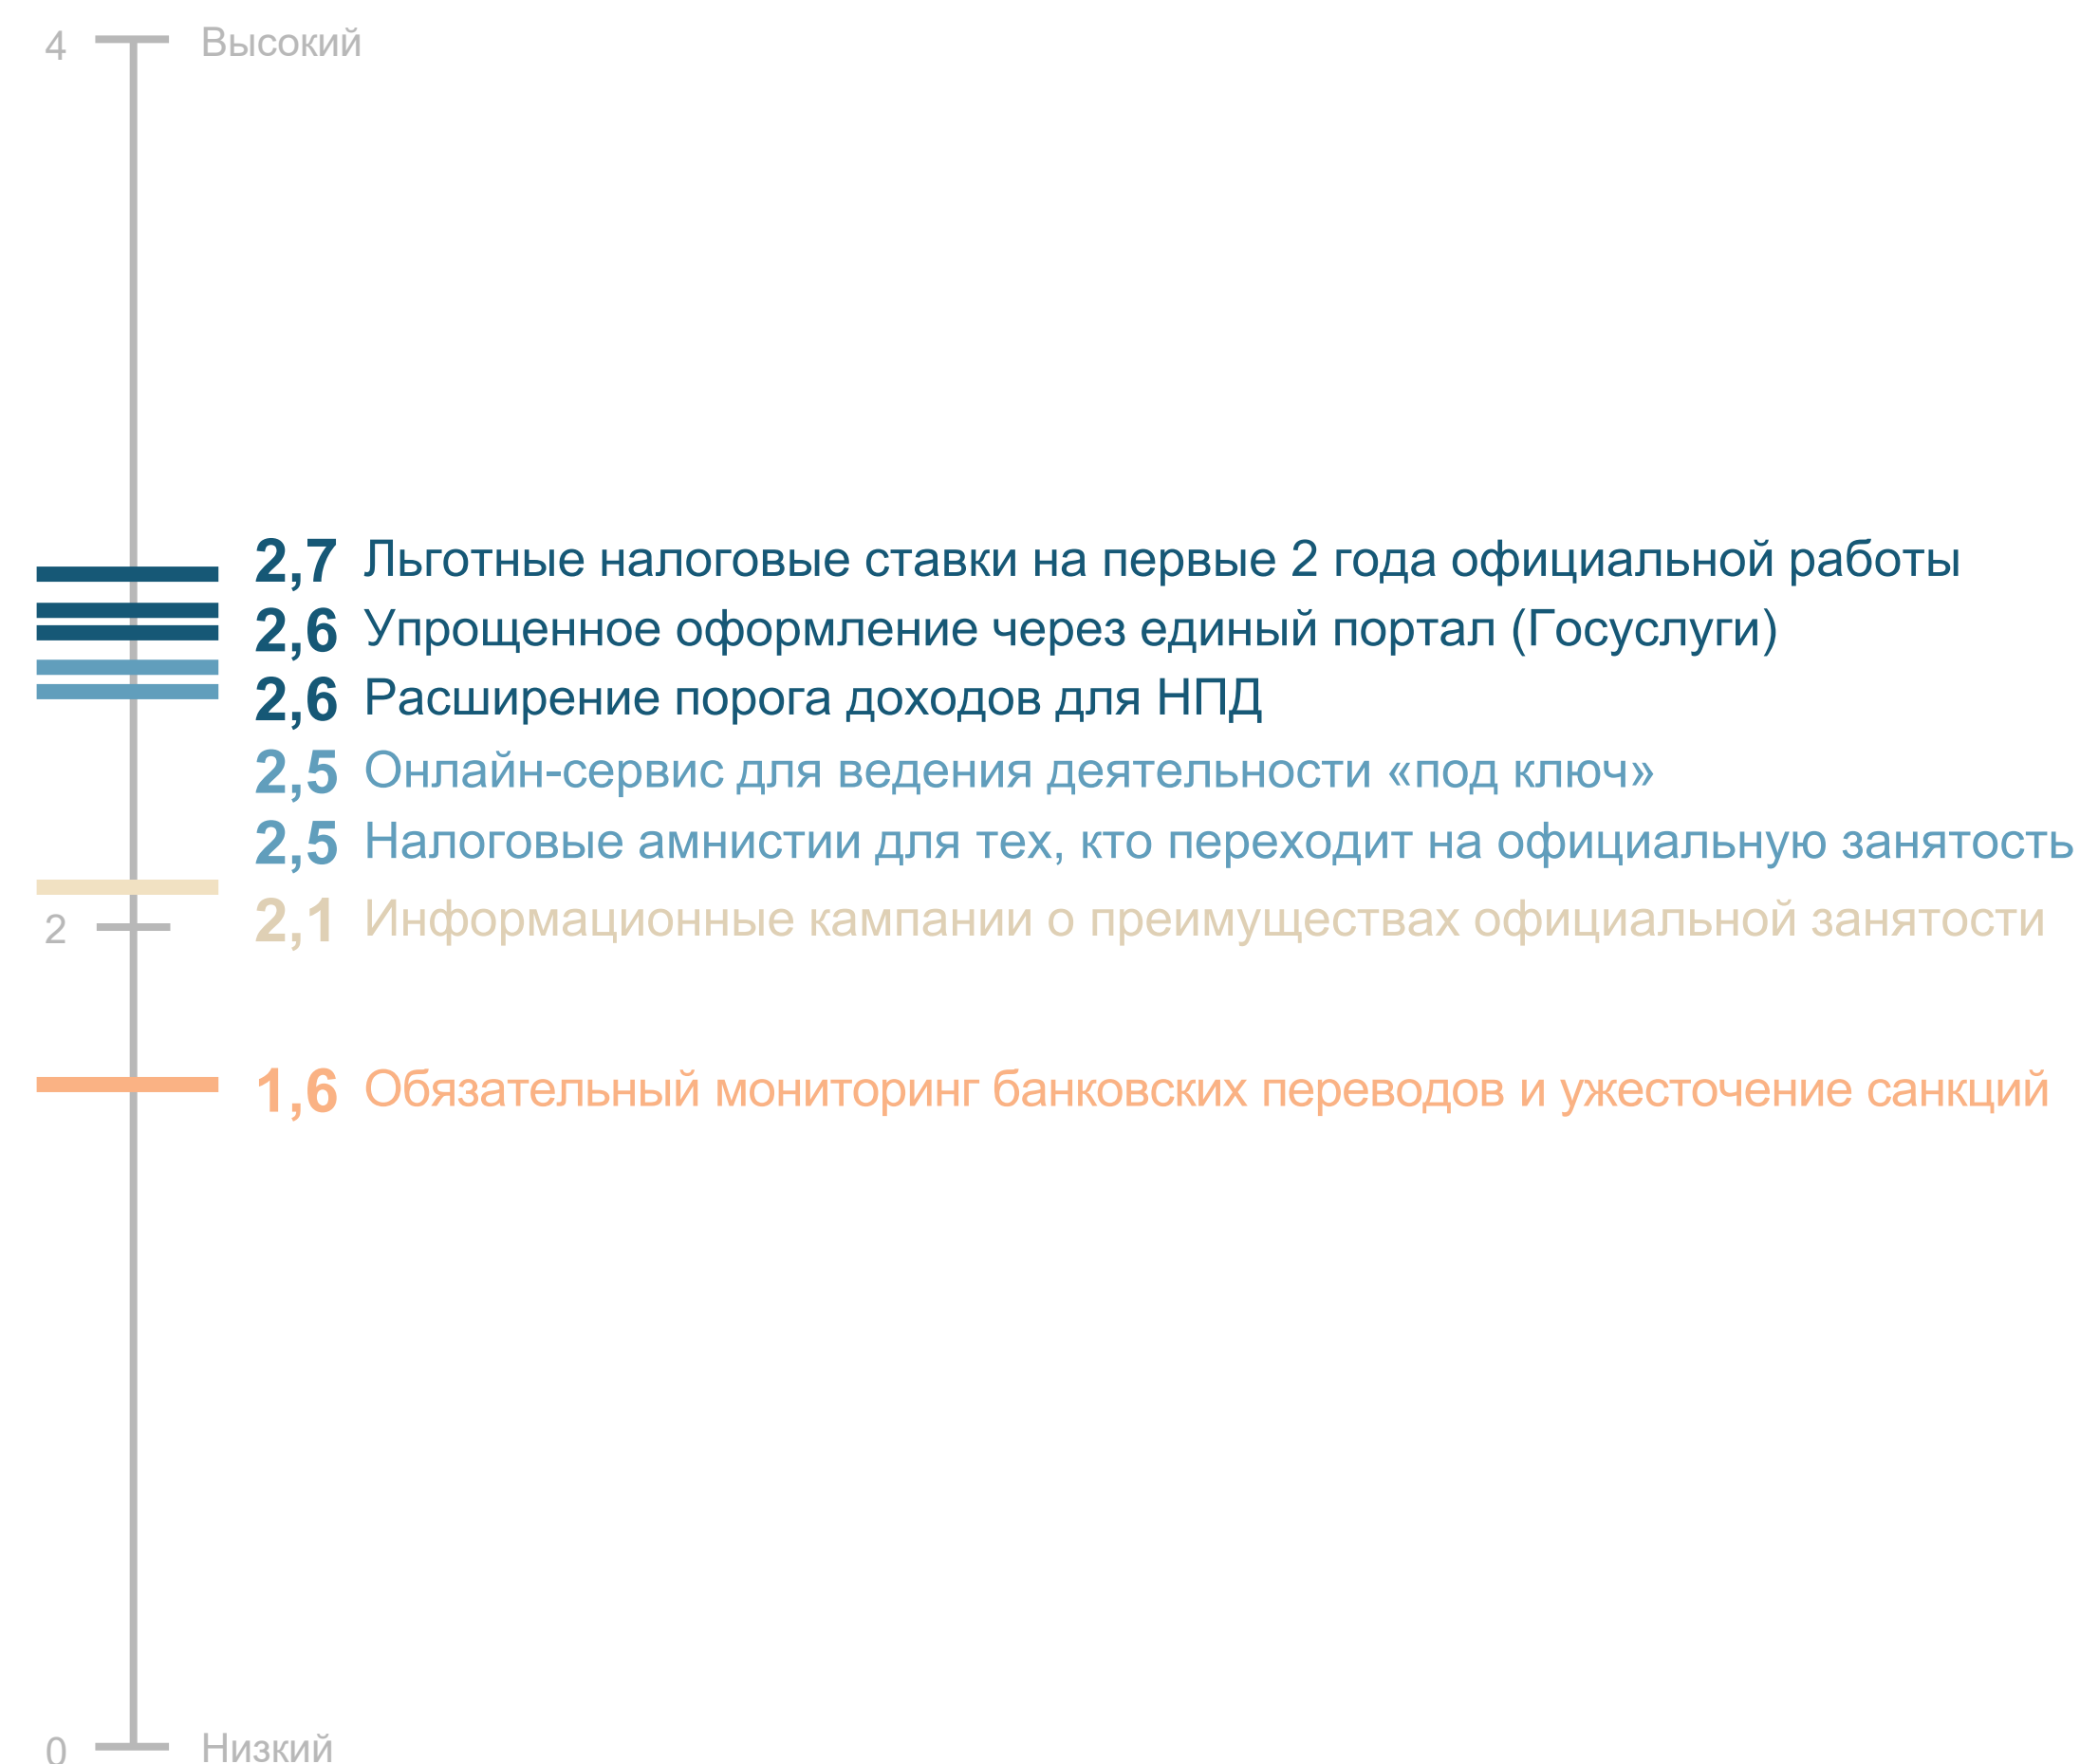 4 Высокий
2,7 Льготные налоговые ставки на первые 2 года официальной работы
2,6 Упрощенное оформление через единый портал (Госуслуги)
2,6 Расширение порога доходов для НПД
2,5 Онлайн-сервис для ведения деятельности «под ключ»
2,5 Налоговые амнистии для тех, кто переходит на официальную занятость
2,1 Информационные кампании о преимуществах официальной занятости
2
1,6 Обязательный мониторинг банковских переводов и ужесточение санкций
0 Низкий